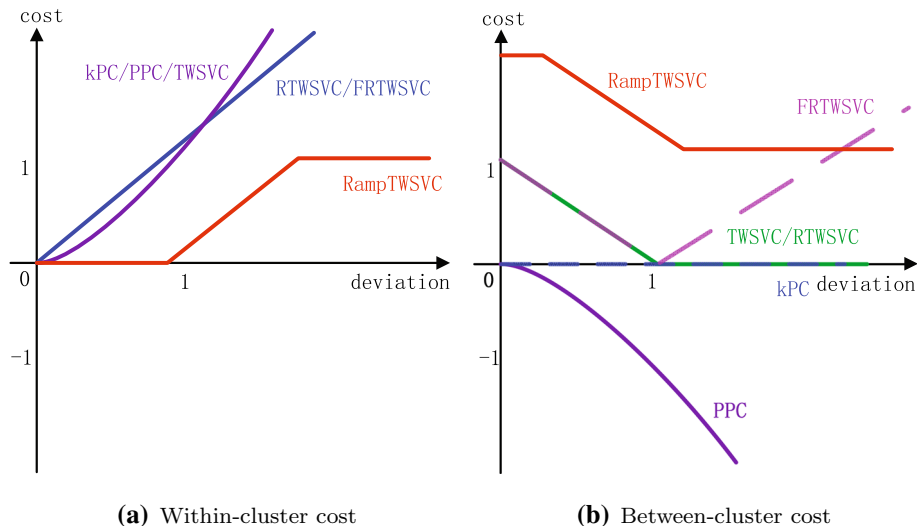 cost
kPC/PPC/TWSVC
RTWSVC/FRTWSVC
1
RampTWSVC
0
1
deviation
-1
(a) Within-cluster cost
cost
RampTWSVC
FRTWSVC
1
TWSVC/RTWSVC
0
1
kPC
deviation
-1
PPC
(b) Between-cluster cost